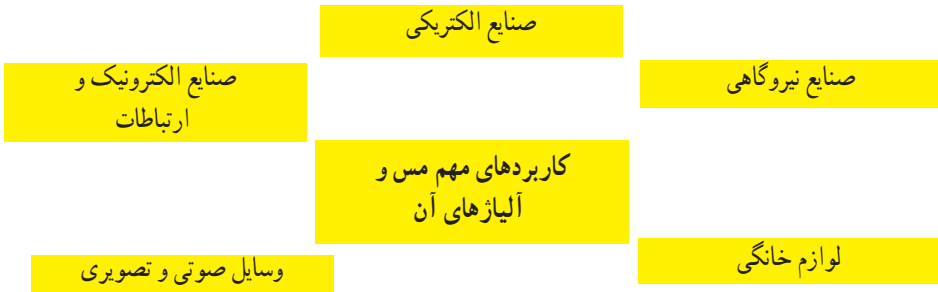 صنایع الکتریکی
صنایع نیروگاهی
صنایع الکترونیک و
ارتباطات
کاربردهای مهم مس و
آلیاژهای آن
لوازم خانگی
وسایل صوتی و تصویری